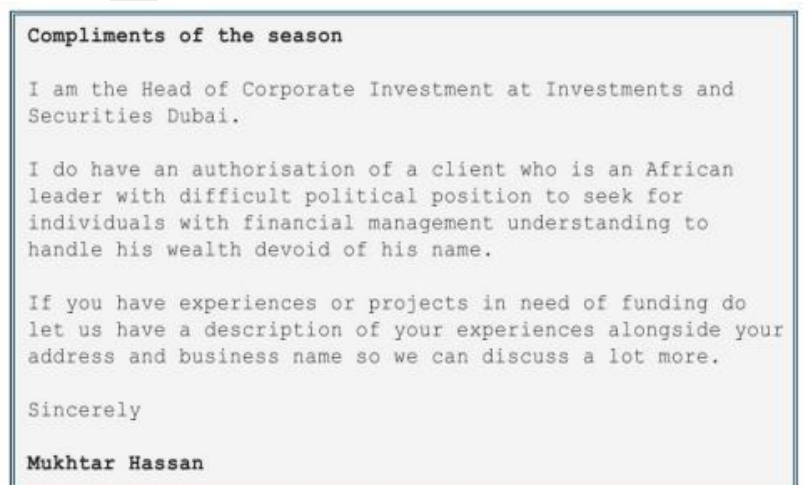 Compliments of the season
I am the Head of Corporate Investment at Investments and
Securities Dubai.
I do have an authorisation of a client who is an African
leader with difficult political position to seek for
individuals with financial management understanding to
handle his wealth devoid of his name.
If you have experiences or projects in need of funding do
let us have a description of your experiences alongside your
address and business name so we can discuss a lot more.
Sincerely
Mukhtar Hassan